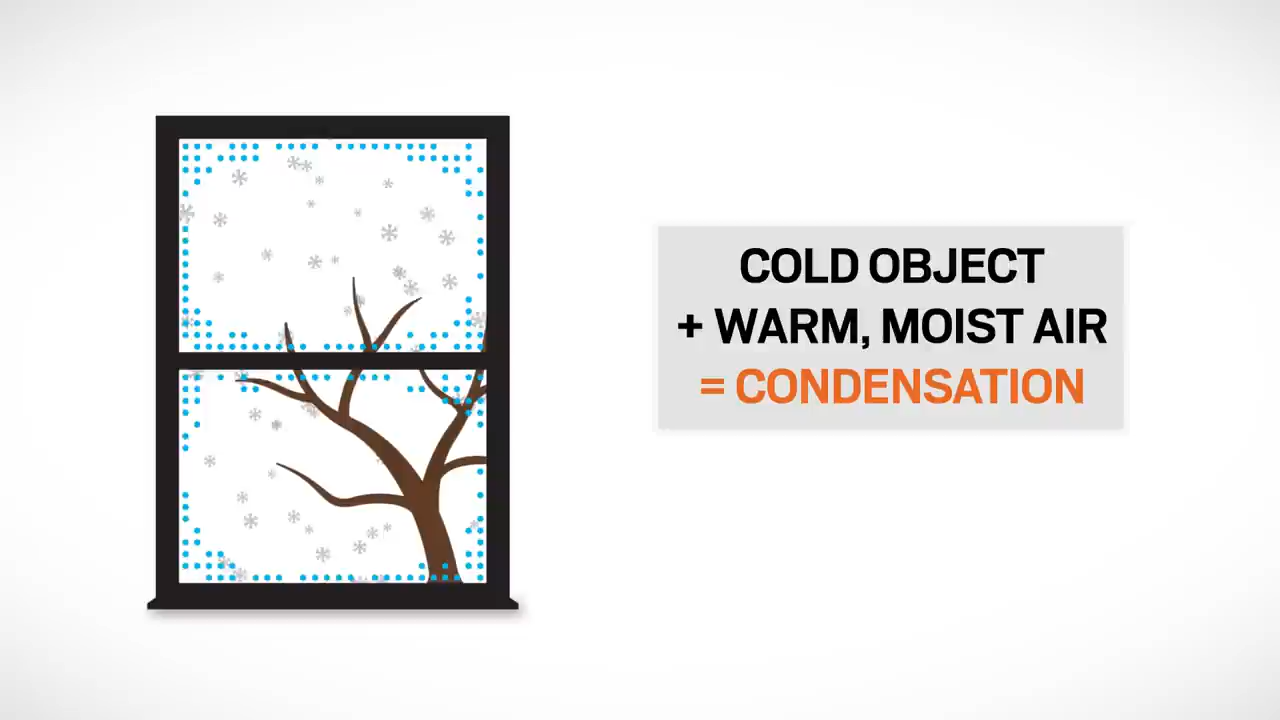 COLD OBJECT
+ WARM, MOIST AIR
= CONDENSATION